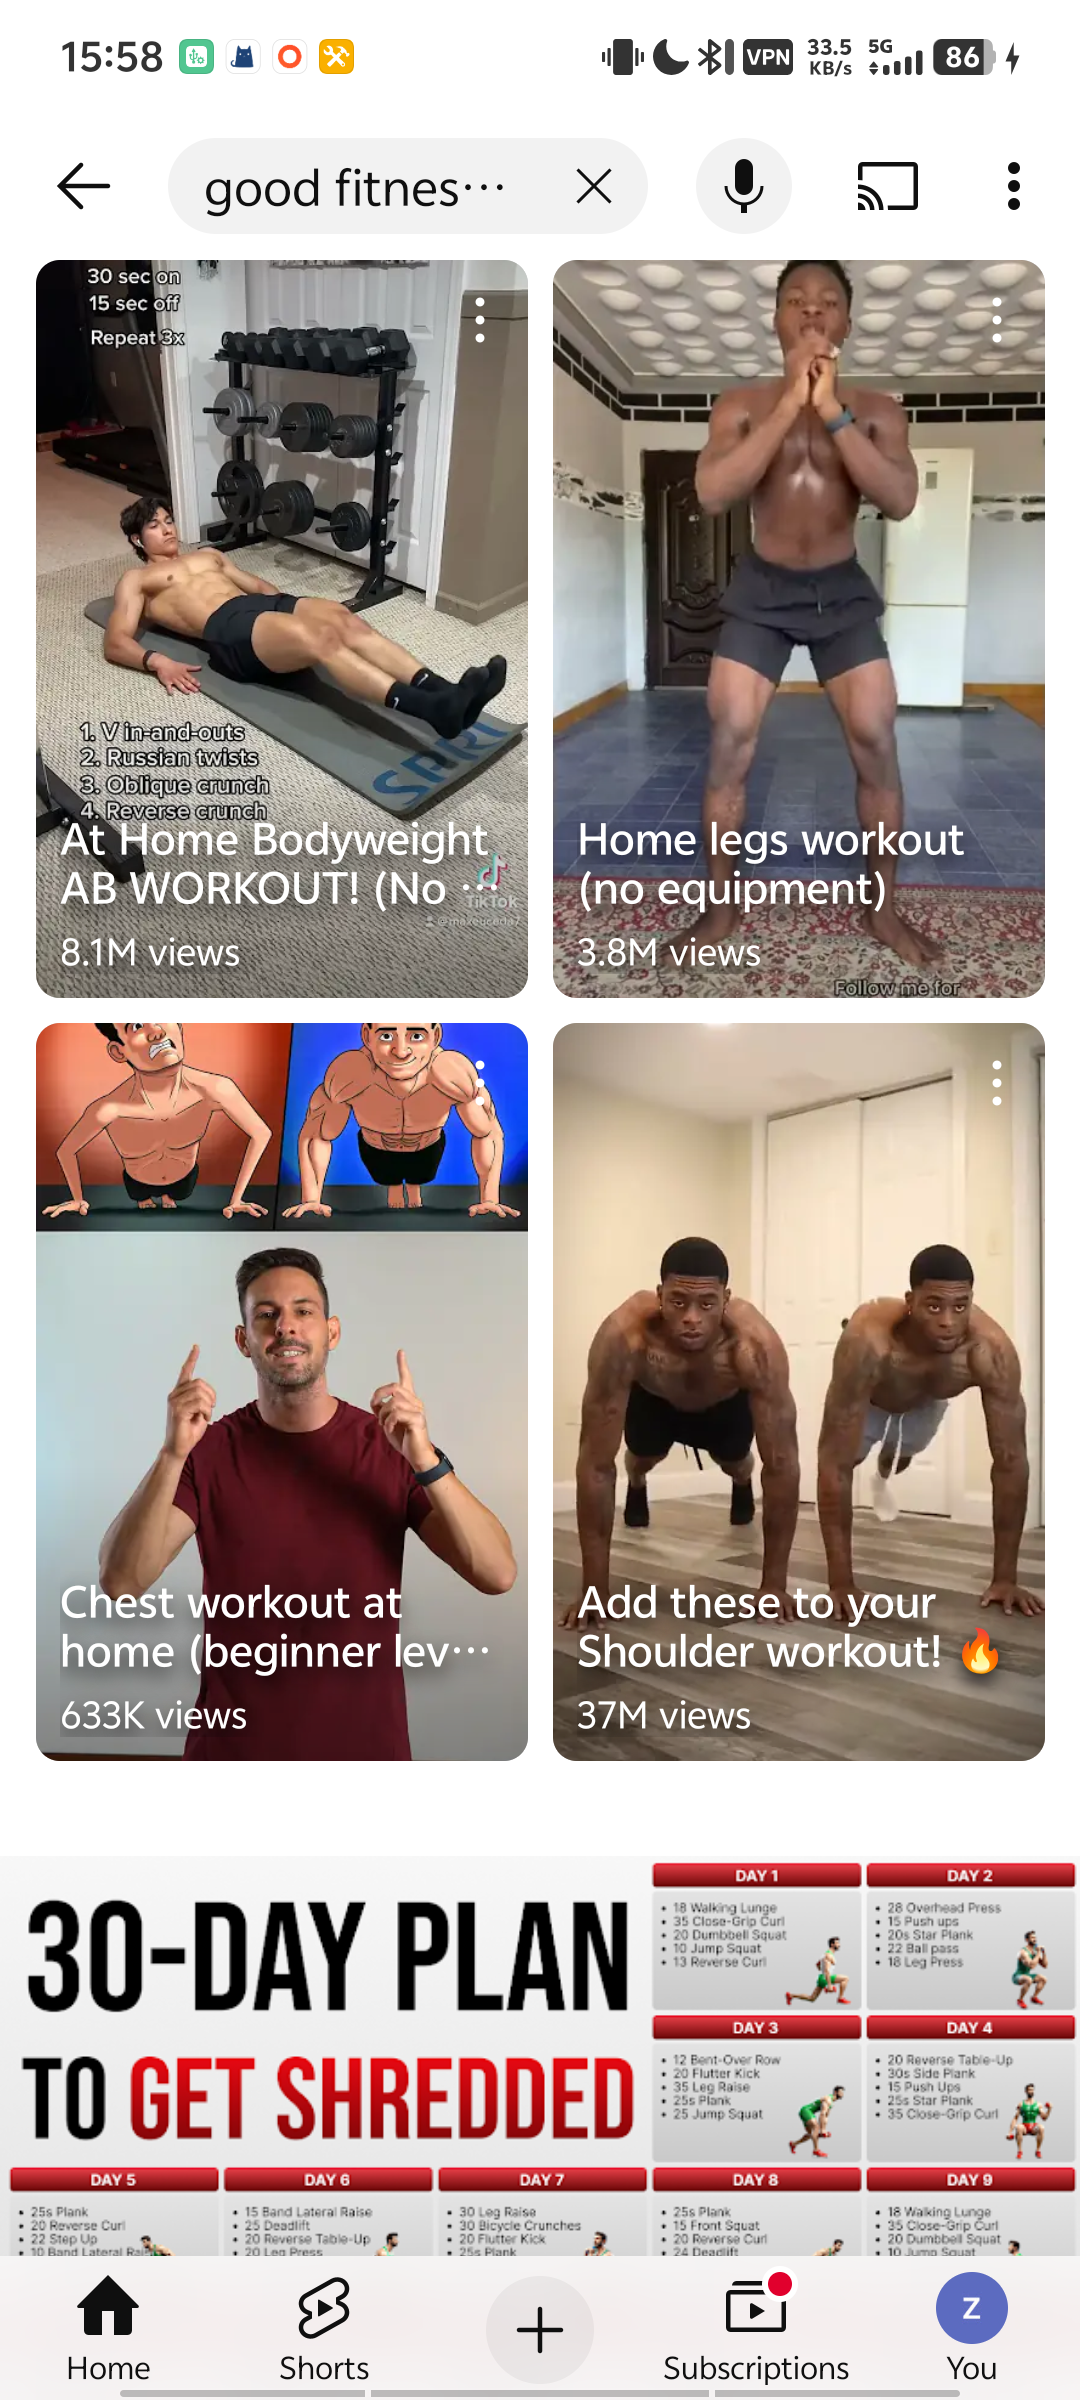 15:58
VPN
33.5 KB/s
5G
86
good fitnes…
30 sec on
15 sec off
Repeat 3x
1. V in-and-outs
2. Russian twists
3. Oblique crunch
4. Reverse crunch
At Home Bodyweight
AB WORKOUT! (No …
8.1M views
TikTok
SPRI
Home legs workout
(no equipment)
3.8M views
Follow me for
Chest workout at
home (beginner lev…
633K views
Add these to your
Shoulder workout! 🔥
37M views
30-DAY PLAN
TO GET SHREDDED
DAY 1
• 18 Walking Lunge
• 35 Close-Grip Curl
• 20 Dumbbell Squat
• 10 Jump Squat
• 13 Reverse Curl
DAY 2
• 28 Overhead Press
• 15 Push ups
• 20s Star Plank
• 22 Ball pass
• 18 Leg Press
DAY 3
• 12 Bent-Over Row
• 20 Flutter Kick
• 35 Leg Raise
• 25s Plank
• 25 Jump Squat
DAY 4
• 20 Reverse Table-Up
• 30s Side Plank
• 15 Push Ups
• 25s Star Plank
• 35 Close-Grip Curl
DAY 5
• 25s Plank
• 20 Reverse Curl
• 22 Step Up
• 10 Band Lateral Raise
DAY 6
• 15 Band Lateral Raise
• 25 Deadlift
• 20 Reverse Table-Up
• 20 Leg Press
DAY 7
• 30 Leg Raise
• 30 Bicycle Crunches
• 20 Flutter Kick
• 25s Plank
DAY 8
• 25s Plank
• 15 Front Squat
• 20 Reverse Curl
• 24 Deadlift
DAY 9
• 18 Walking Lunge
• 35 Close-Grip Curl
• 20 Dumbbell Squat
• 10 Jump Squat
Home
Shorts
Subscriptions
Z
You